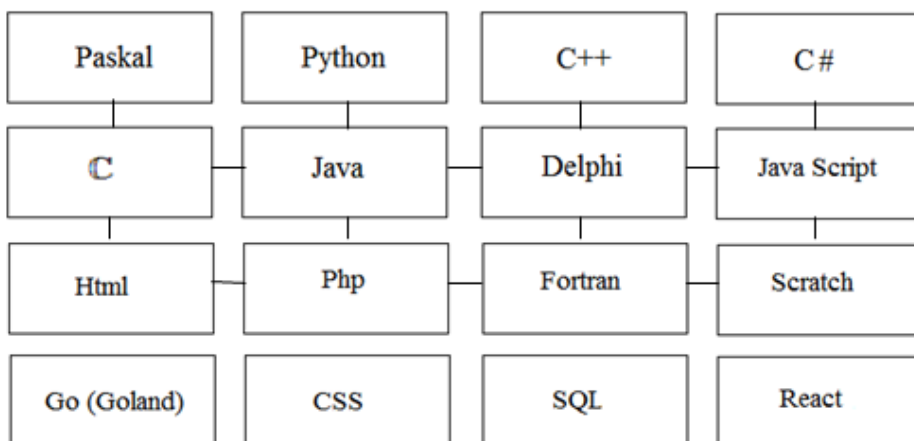 Paskal Python C++ C#
C Java Delphi Java Script
Html Php Fortran Scratch
Go (Goland) CSS SQL React